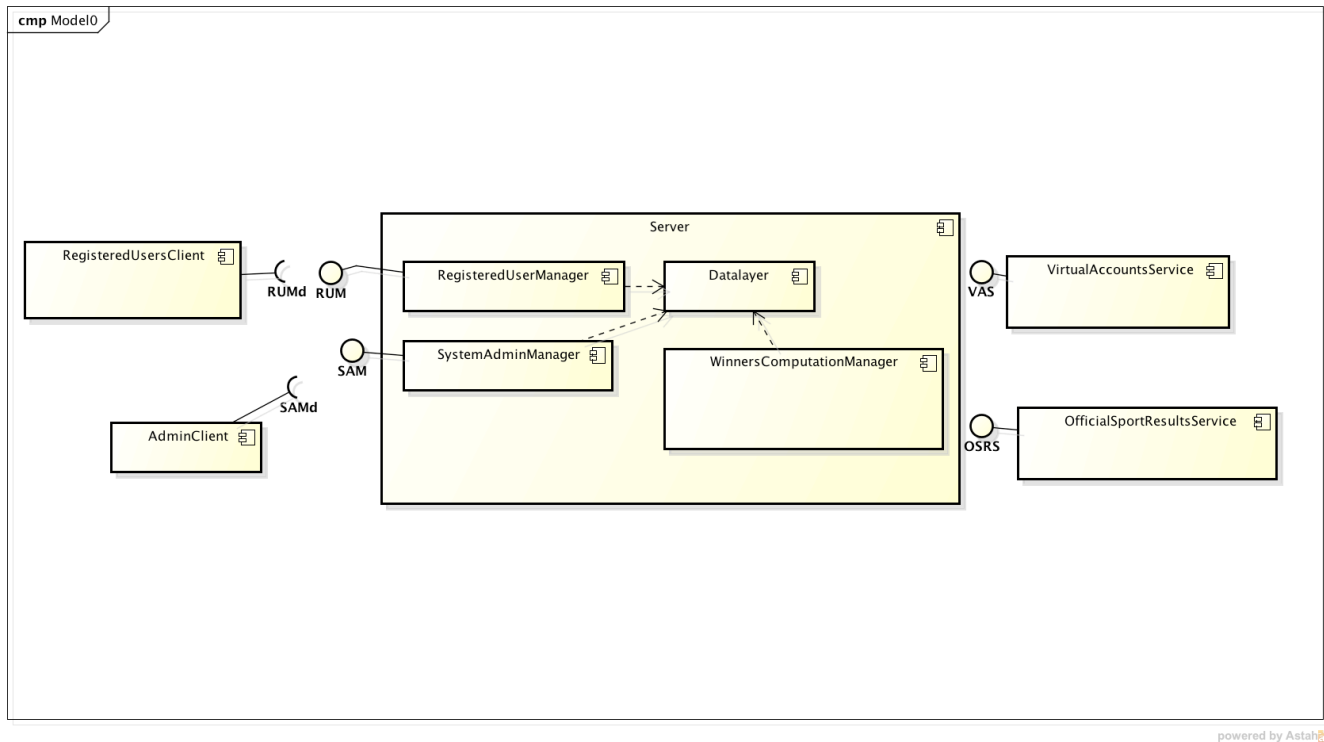 cmp Model0
Server
RegisteredUsersClient
RUMd
RUM
RegisteredUserManager
Datalayer
VAS
VirtualAccountsService
SAM
SystemAdminManager
WinnersComputationManager
SAMd
AdminClient
OSRS
OfficialSportResultsService
powered by Astah